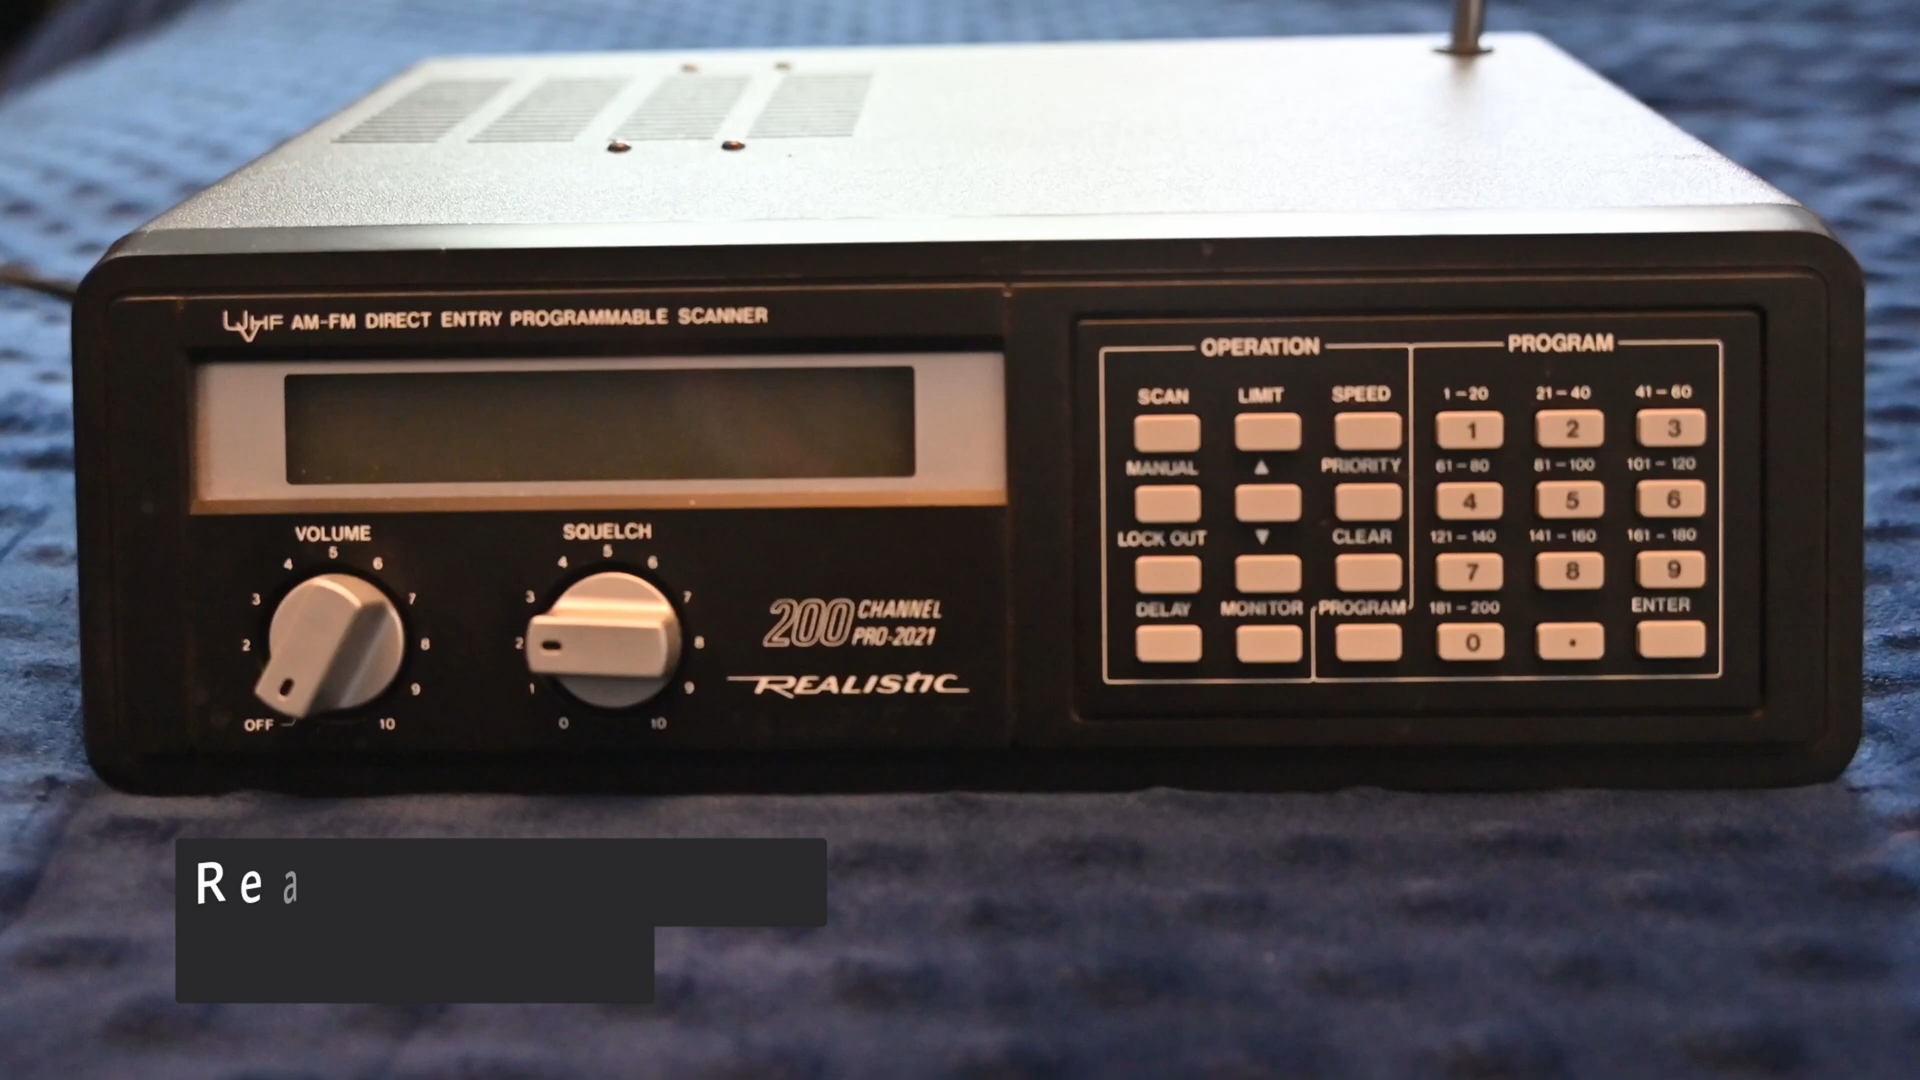 UVHF AM-FM DIRECT ENTRY PROGRAMMABLE SCANNER
VOLUME
OFF 2 3 4 5 6 7 8 9 10
SQUELCH
0 1 2 3 4 5 6 7 8 9 10
200 CHANNEL
PRO-2021
REALISTIC
OPERATION
SCAN LIMIT SPEED
MANUAL ▲ PRIORITY
LOCK OUT ▼ CLEAR
DELAY MONITOR PROGRAM
PROGRAM
1-20 21-40 41-60
1 2 3
61-80 81-100 101-120
4 5 6
121-140 141-160 161-180
7 8 9
181-200 ENTER
0 .
Rea